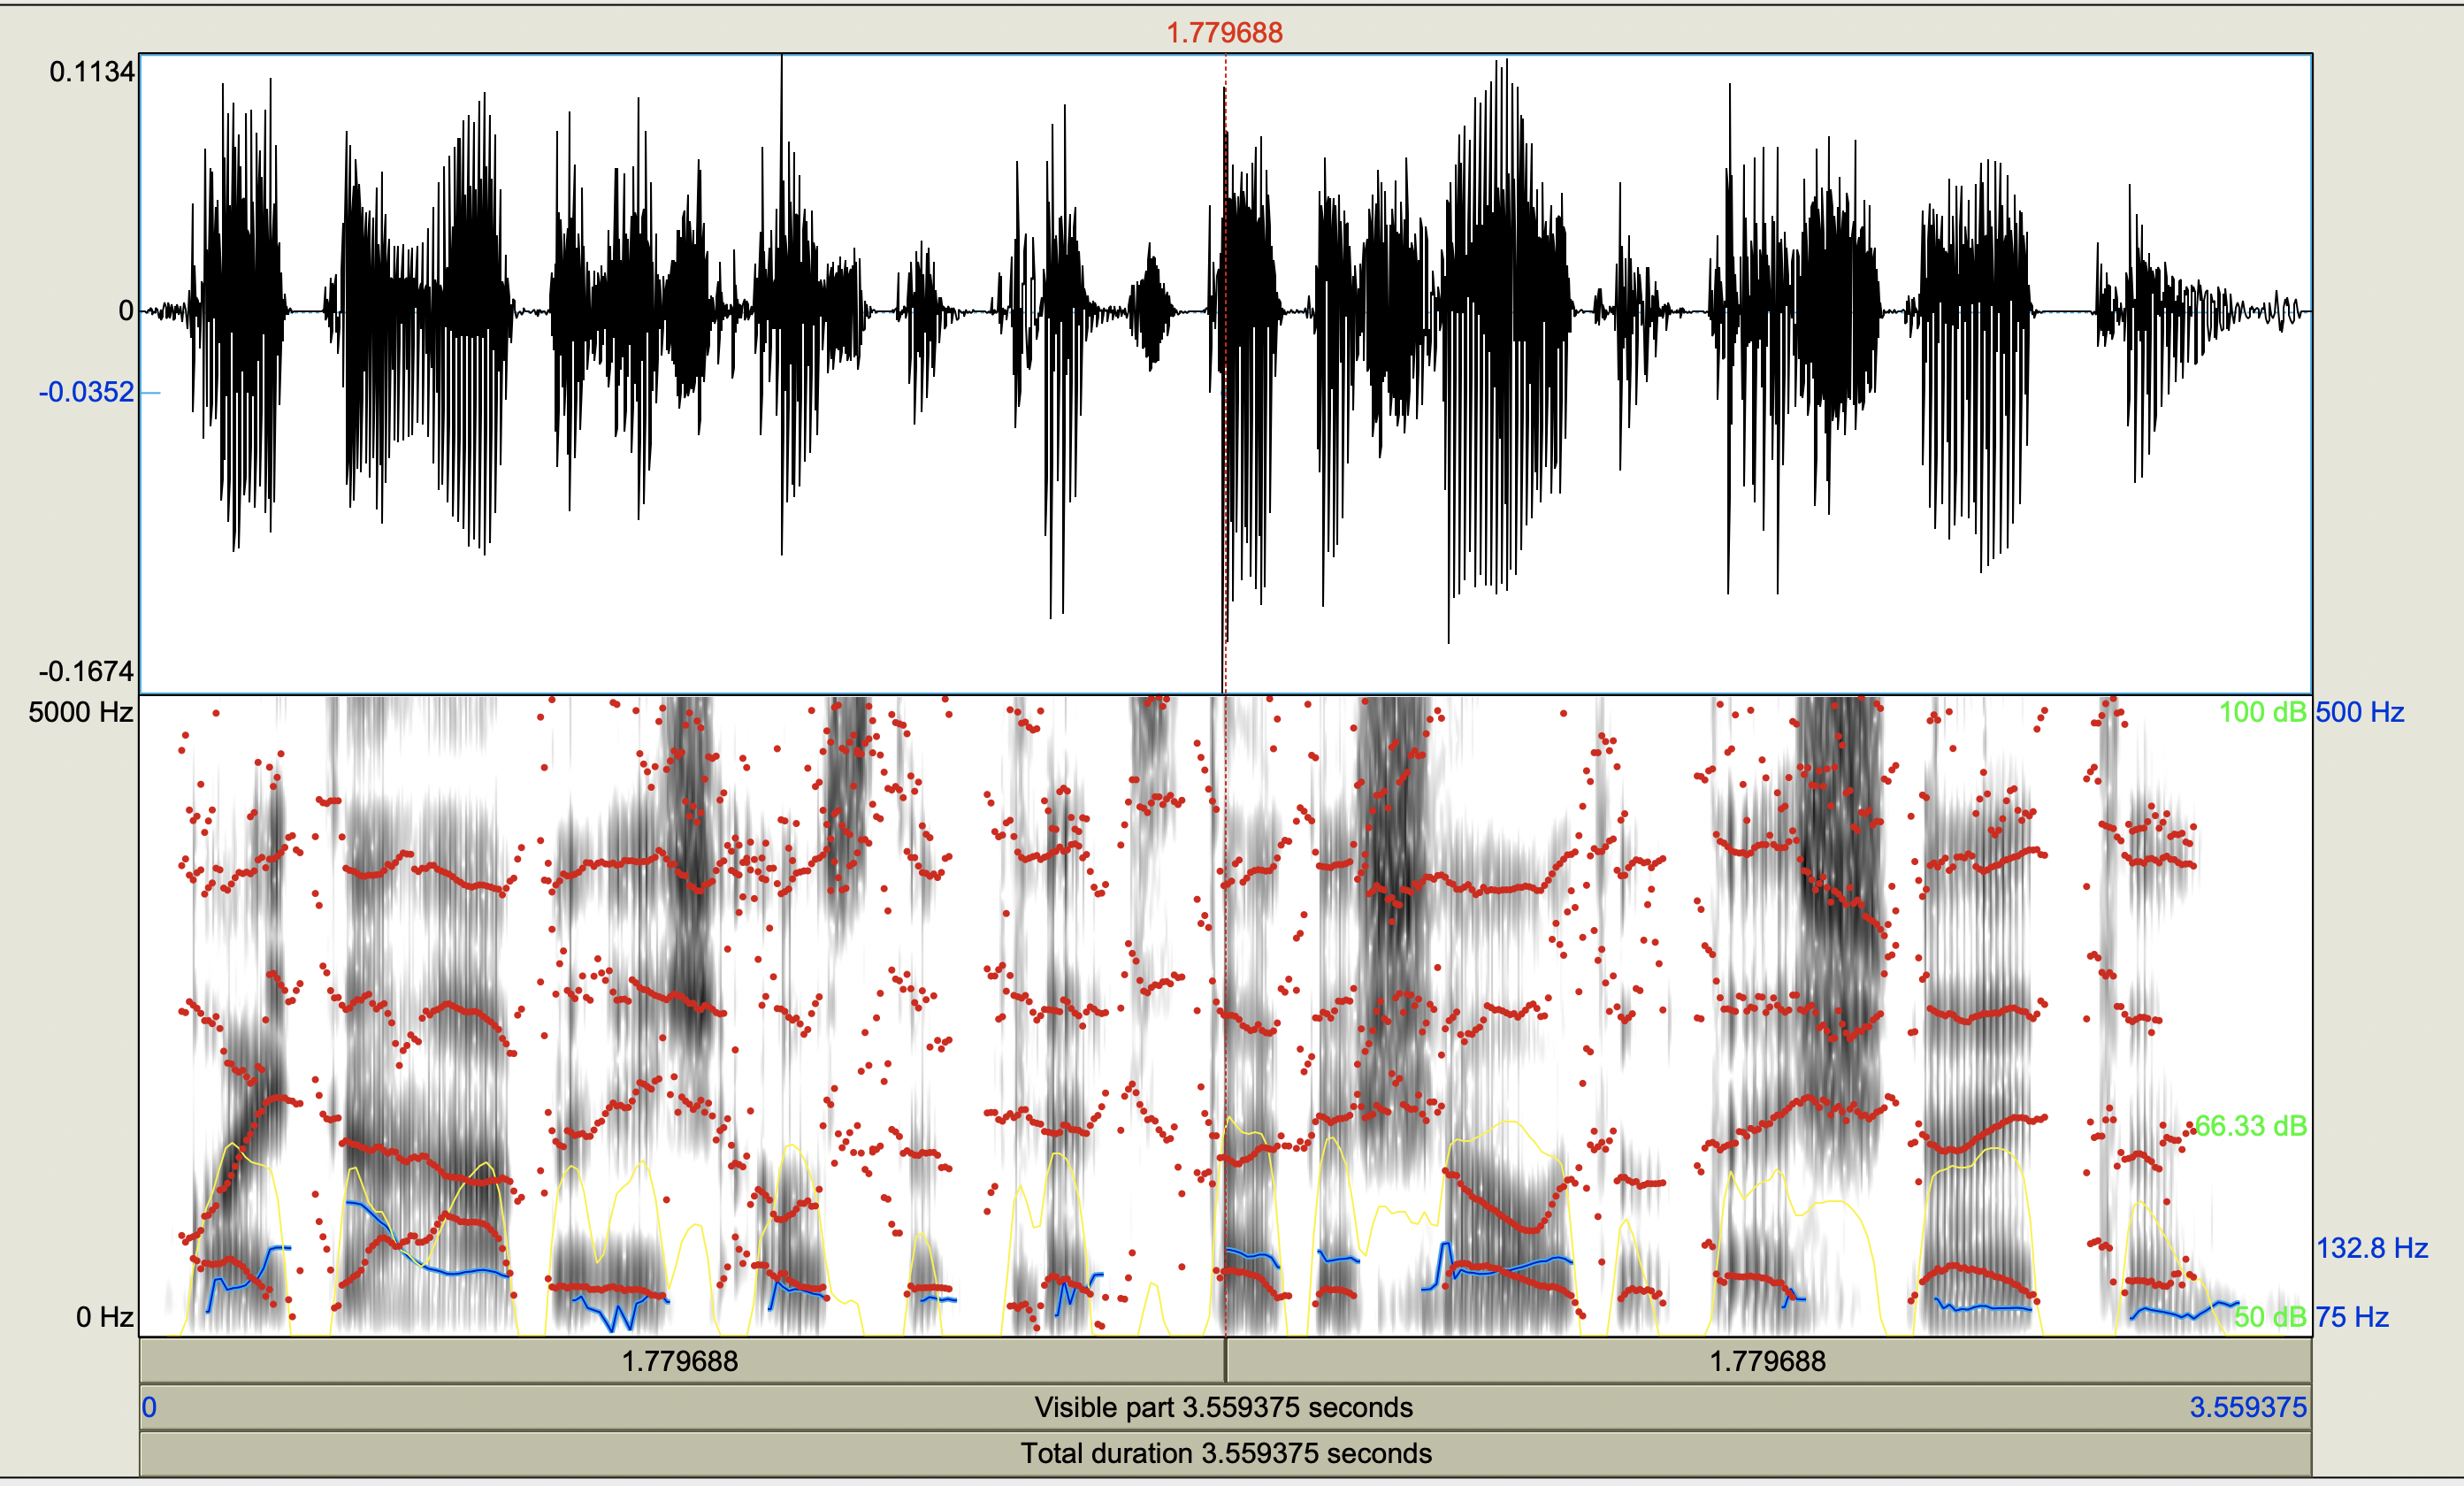 1.779688
0.1134
0
-0.0352
-0.1674
5000 Hz
100 dB 500 Hz
66.33 dB
132.8 Hz
0 Hz
50 dB 75 Hz
1.779688 1.779688
0 Visible part 3.559375 seconds 3.559375
Total duration 3.559375 seconds